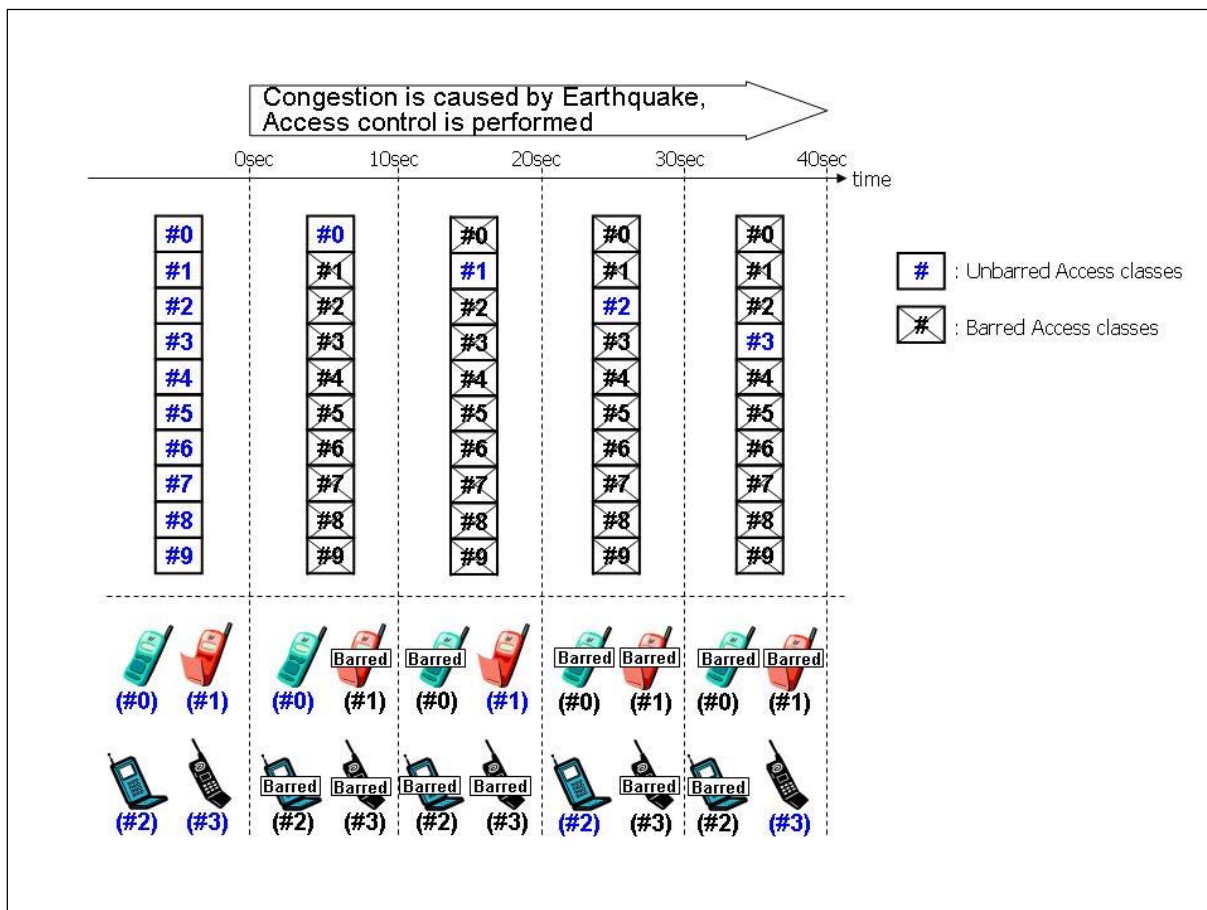 Congestion is caused by Earthquake,
Access control is performed
0sec 10sec 20sec 30sec 40sec
time
#0 #0 #0 #0 #0
#1 #1 #1 #1 #1
#2 #2 #2 #2 #2
#3 #3 #3 #3 #3
#4 #4 #4 #4 #4
#5 #5 #5 #5 #5
#6 #6 #6 #6 #6
#7 #7 #7 #7 #7
#8 #8 #8 #8 #8
#9 #9 #9 #9 #9
# : Unbarred Access classes
# : Barred Access classes
Barred Barred Barred Barred Barred Barred
(#0) (#1) (#0) (#1) (#0) (#1) (#0) (#1) (#0) (#1)
Barred Barred Barred Barred Barred Barred
(#2) (#3) (#2) (#3) (#2) (#3) (#2) (#3) (#2) (#3)